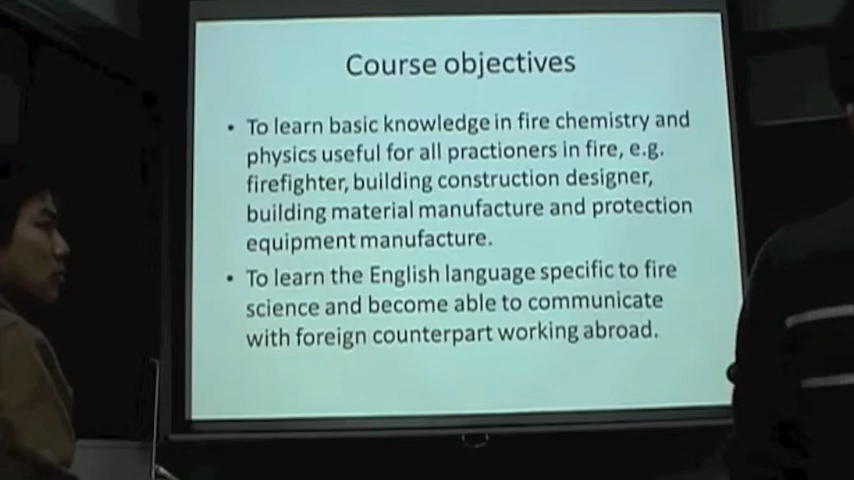 Course objectives
• To learn basic knowledge in fire chemistry and
physics useful for all practioners in fire, e.g.
firefighter, building construction designer,
building material manufacture and protection
equipment manufacture.
• To learn the English language specific to fire
science and become able to communicate
with foreign counterpart working abroad.